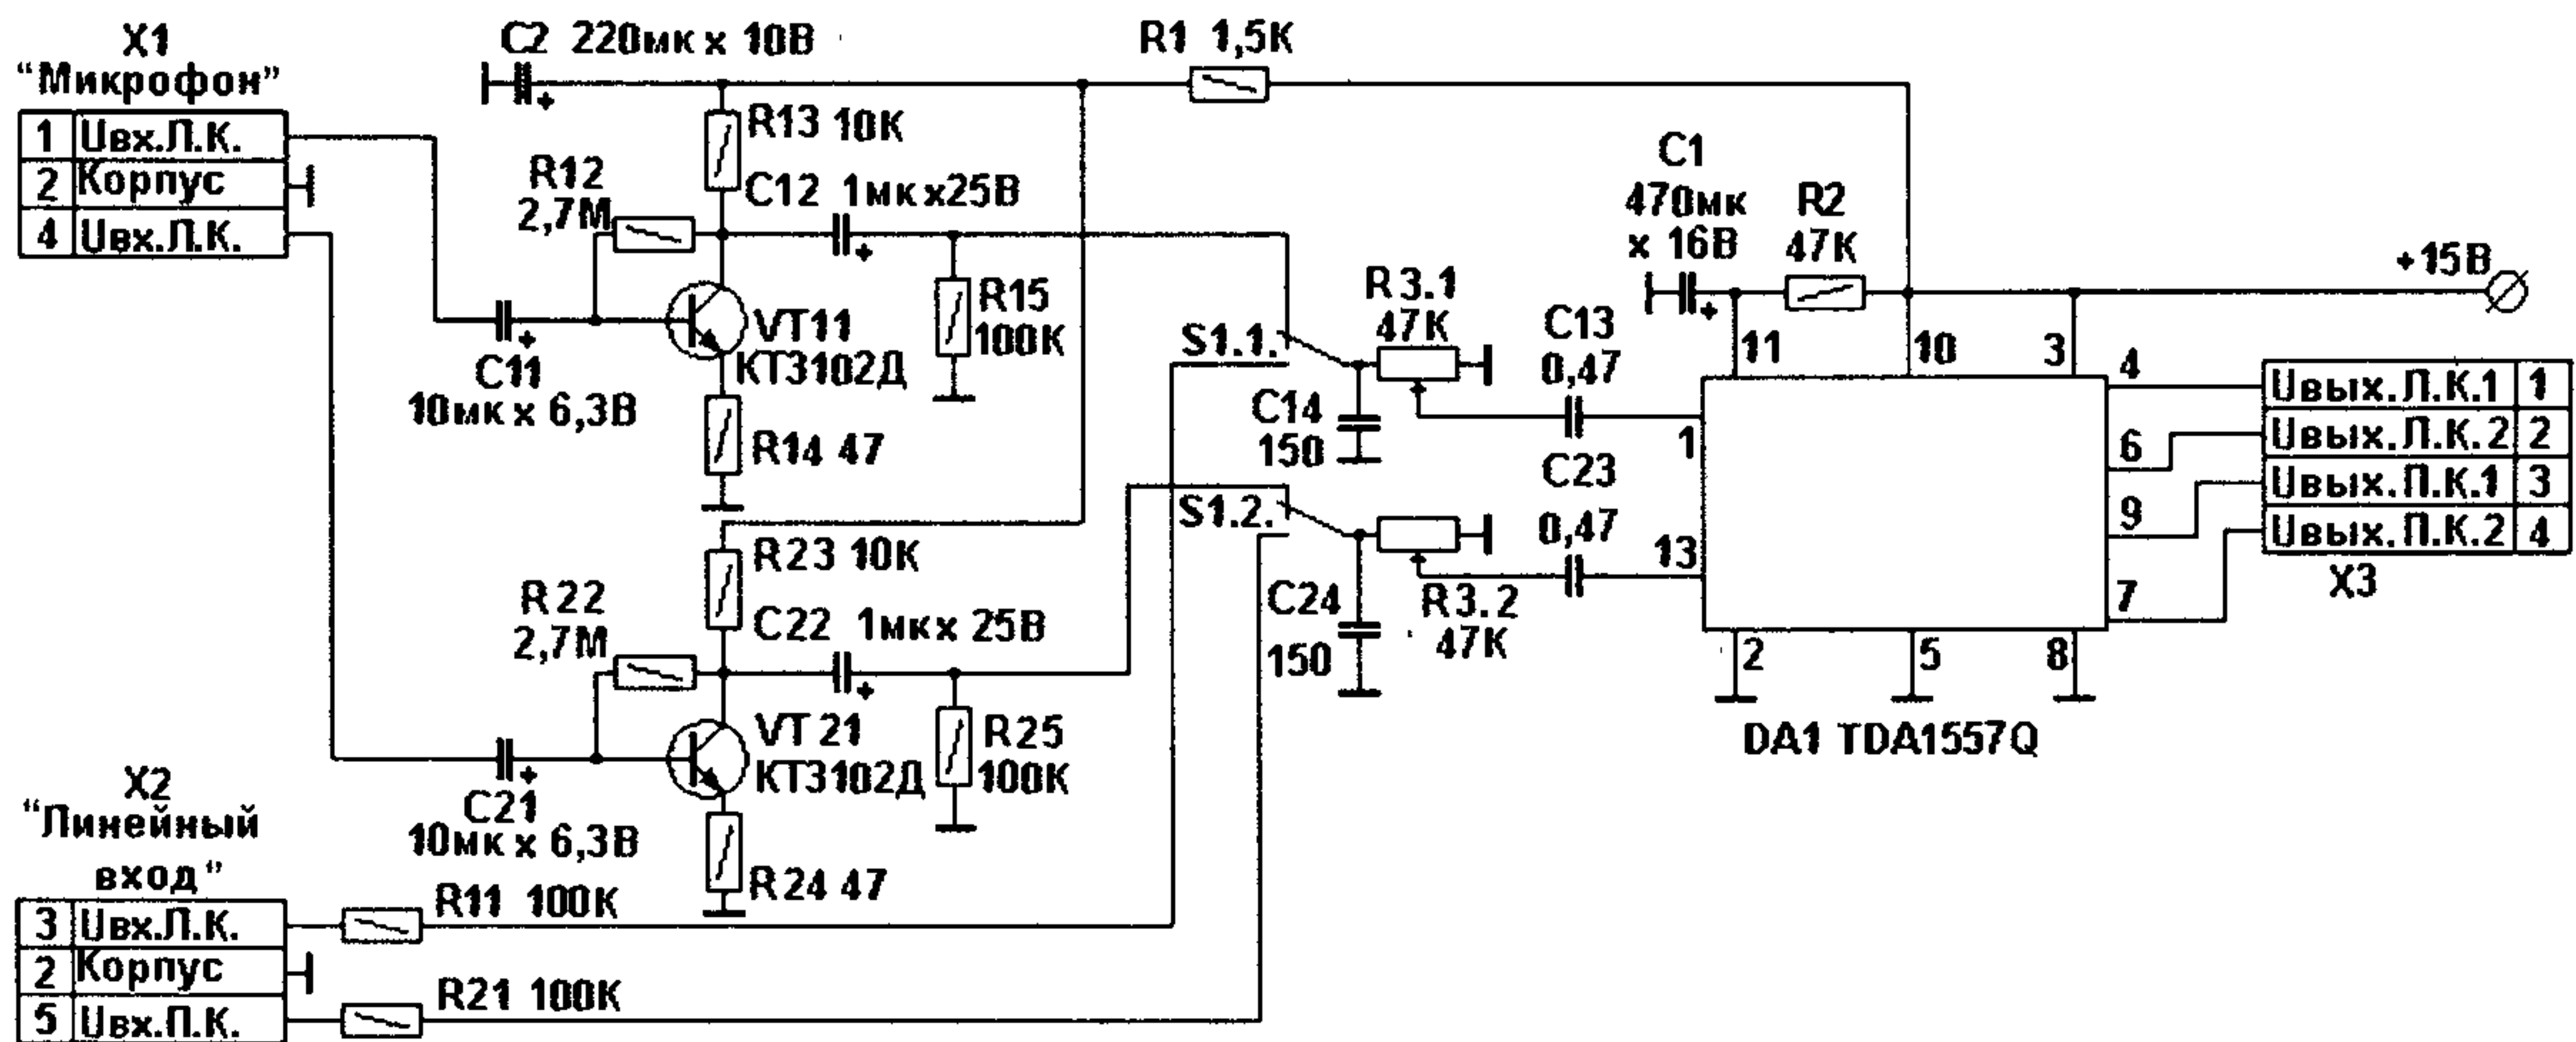 X1
“Микрофон”
1 Uвх.Л.К.
2 Корпус
4 Uвх.Л.К.
C2 220мк x 10В
R1 1,5К
R13 10К
R12
2,7М
C12 1мк x25В
R15
100К
VT11
КТ3102Д
C11
10мк x 6,3В
R14 47
R23 10К
R22
2,7М
C22 1мк x 25В
VT21
КТ3102Д
R25
100К
C21
10мк x 6,3В
R24 47
X2
“Линейный
вход”
3 Uвх.Л.К.
2 Корпус
5 Uвх.П.К.
R11 100К
R21 100К
S1.1.
S1.2.
R3.1
47К
C14
150
C13
0,47
C23
0,47
C24
150
R3.2
47К
C1
470мк
x 16В
R2
47К
+15В
11
10
3
1
13
4
6
9
7
2
5
8
DA1 TDA1557Q
Uвых.Л.К.1 1
Uвых.Л.К.2 2
Uвых.П.К.1 3
Uвых.П.К.2 4
X3